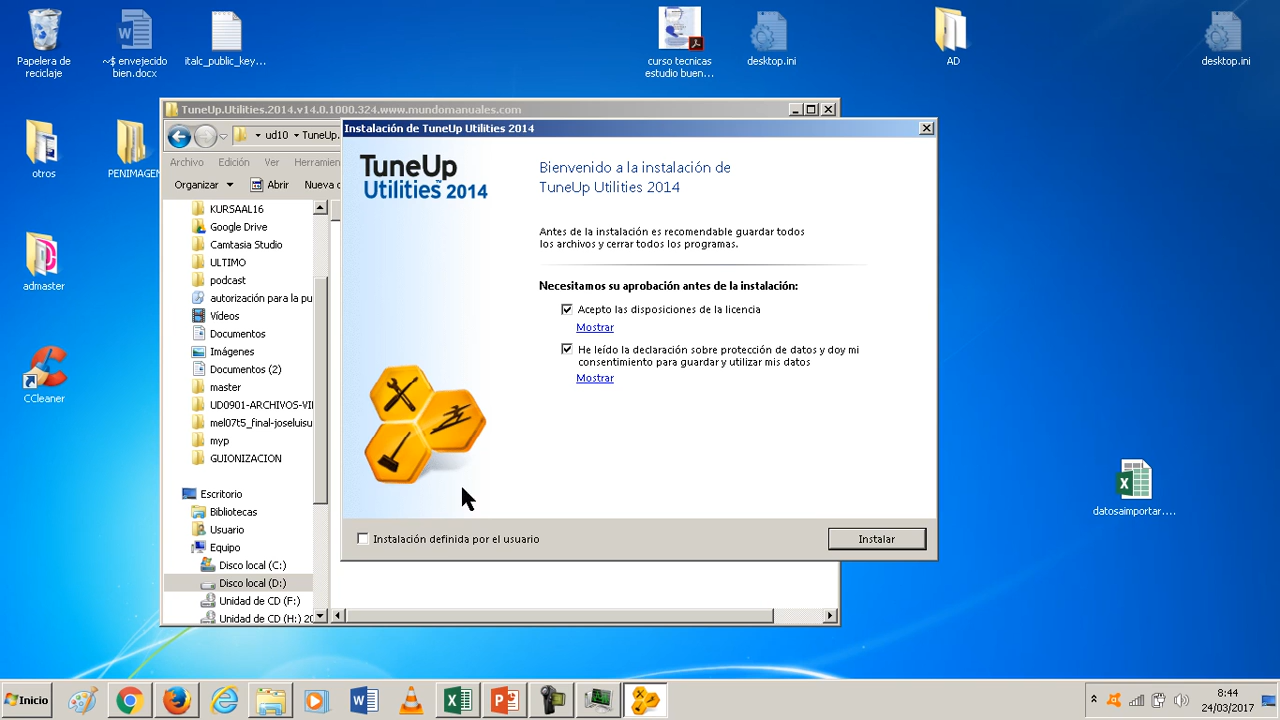 Papelera de
reciclaje
~$ envejecido
bien.docx
italc_public_key...
curso tecnicas
estudio buen...
desktop.ini
AD
desktop.ini
otros
PENIMAGEN
admaster
CCleaner
datosaimportar....
TuneUp.Utilities.2014.v14.0.1000.324.www.mundomanuales.com
ud10 TuneUp.
Archivo Edición Ver Herramien
Organizar Abrir Nueva c
KURSAAL16
Google Drive
Camtasia Studio
ULTIMO
podcast
autorización para la pu
Vídeos
Documentos
Imágenes
Documentos (2)
master
UD0901-ARCHIVOS-VI
mel07t5_final-joseluisu
myp
GUIONIZACION
Escritorio
Bibliotecas
Usuario
Equipo
Disco local (C:)
Disco local (D:)
Unidad de CD (F:)
Unidad de CD (H:) 20
Instalación de TuneUp Utilities 2014
TuneUp
Utilities™ 2014
Bienvenido a la instalación de
TuneUp Utilities 2014
Antes de la instalación es recomendable guardar todos
los archivos y cerrar todos los programas.
Necesitamos su aprobación antes de la instalación:
Acepto las disposiciones de la licencia
Mostrar
He leído la declaración sobre protección de datos y doy mi
consentimiento para guardar y utilizar mis datos
Mostrar
Instalación definida por el usuario
Instalar
Inicio
8:44
24/03/2017